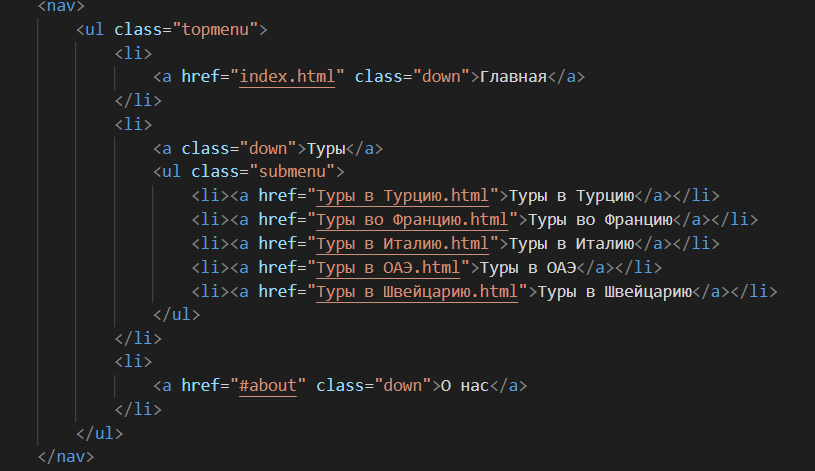 <nav>
<ul class="topmenu">
<li>
<a href="index.html" class="down">Главная</a>
</li>
<li>
<a class="down">Туры</a>
<ul class="submenu">
<li><a href="Туры в Турцию.html">Туры в Турцию</a></li>
<li><a href="Туры во Францию.html">Туры во Францию</a></li>
<li><a href="Туры в Италию.html">Туры в Италию</a></li>
<li><a href="Туры в ОАЭ.html">Туры в ОАЭ</a></li>
<li><a href="Туры в Швейцарию.html">Туры в Швейцарию</a></li>
</ul>
</li>
<li>
<a href="#about" class="down">О нас</a>
</li>
</ul>
</nav>